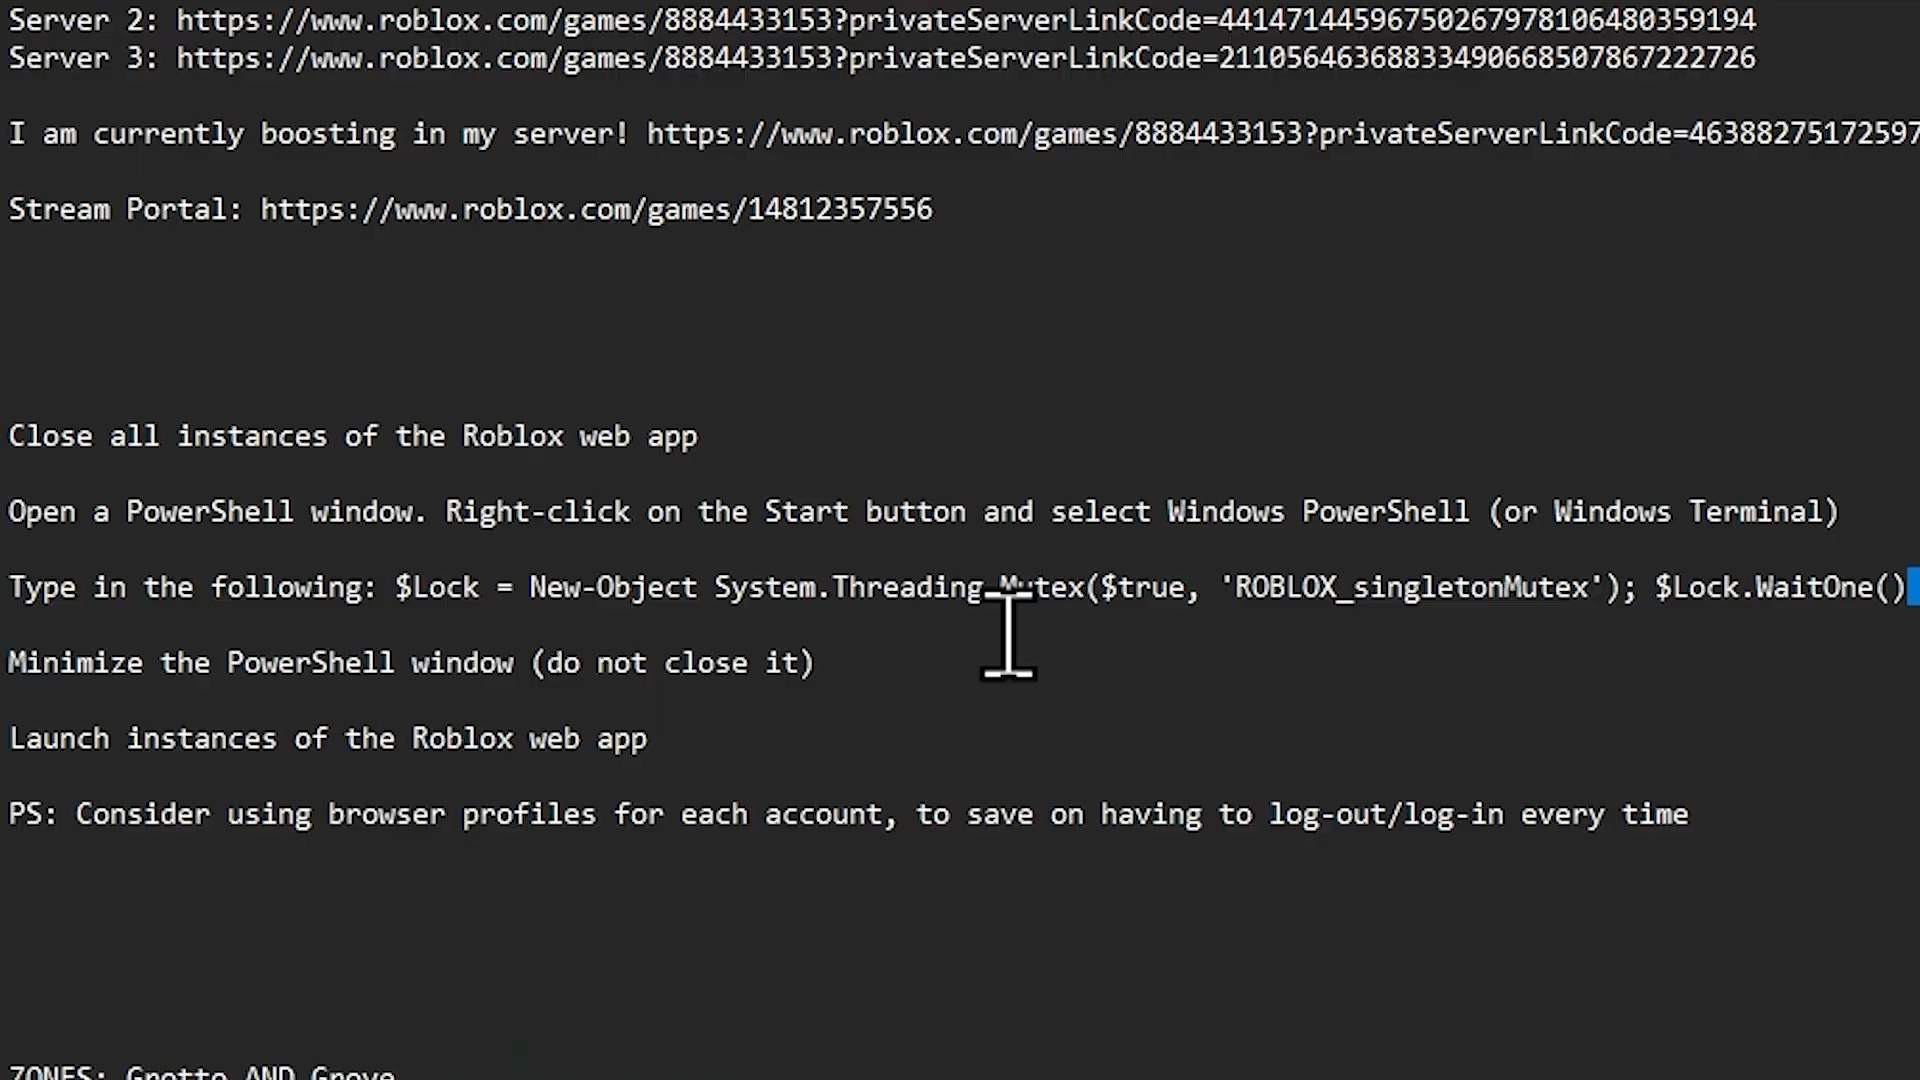 Server 2: https://www.roblox.com/games/8884433153?privateServerLinkCode=44147144596750267978106480359194
Server 3: https://www.roblox.com/games/8884433153?privateServerLinkCode=21105646368833490668507867222726
I am currently boosting in my server! https://www.roblox.com/games/8884433153?privateServerLinkCode=46388275172597
Stream Portal: https://www.roblox.com/games/14812357556
Close all instances of the Roblox web app
Open a PowerShell window. Right-click on the Start button and select Windows PowerShell (or Windows Terminal)
Type in the following: $Lock = New-Object System.Threading.Mutex($true, 'ROBLOX_singletonMutex'); $Lock.WaitOne()
Minimize the PowerShell window (do not close it)
Launch instances of the Roblox web app
PS: Consider using browser profiles for each account, to save on having to log-out/log-in every time
ZONES: Grotto AND Grove